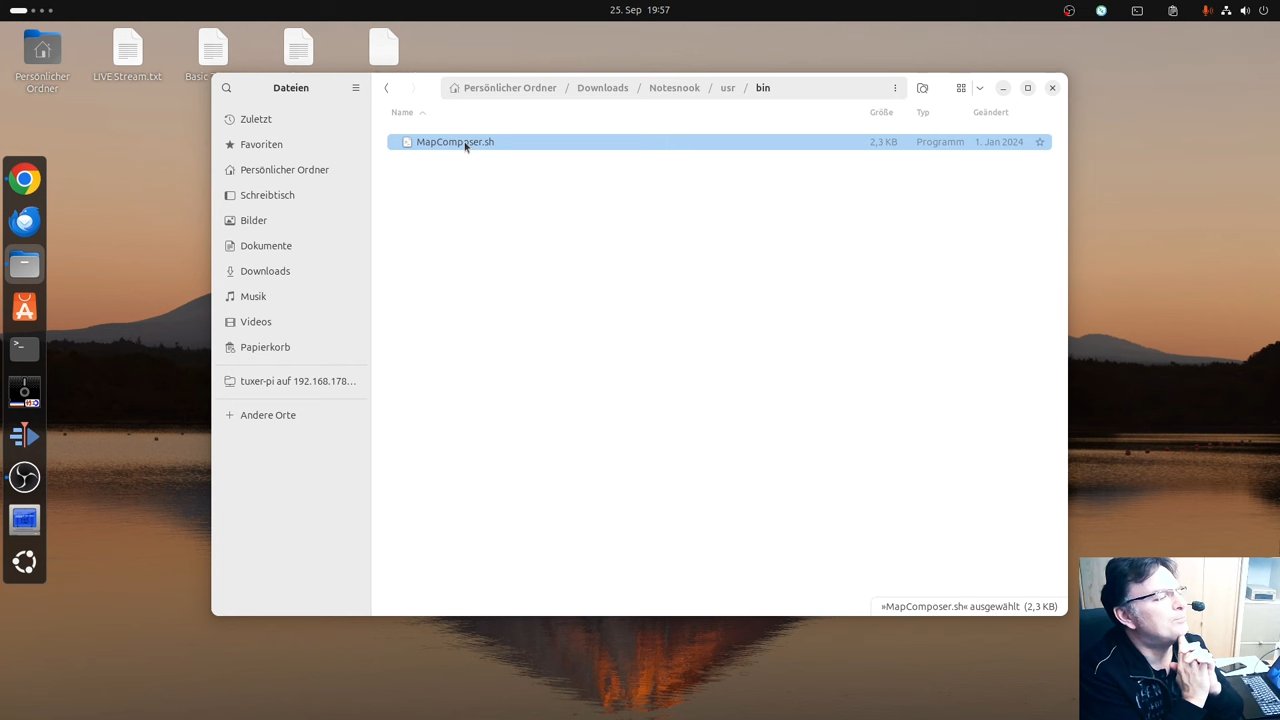 25. Sep 19:57
Persönlicher
Ordner
LIVE Stream.txt
Basic
Dateien
Persönlicher Ordner / Downloads / Notesnook / usr / bin
Name Größe Typ Geändert
MapComposer.sh 2,3 KB Programm 1. Jan 2024
Zuletzt
Favoriten
Persönlicher Ordner
Schreibtisch
Bilder
Dokumente
Downloads
Musik
Videos
Papierkorb
tuxer-pi auf 192.168.178…
Andere Orte
»MapComposer.sh« ausgewählt (2,3 KB)